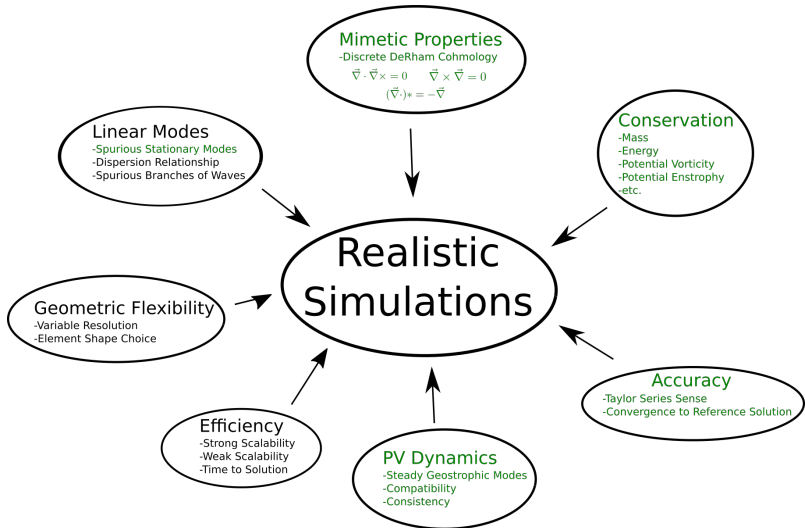 Mimetic Properties
-Discrete DeRham Cohmology
∇⃗ · ∇⃗× = 0 ∇⃗ × ∇⃗ = 0
(∇⃗·)* = −∇⃗
Linear Modes
-Spurious Stationary Modes
-Dispersion Relationship
-Spurious Branches of Waves
Conservation
-Mass
-Energy
-Potential Vorticity
-Potential Enstrophy
-etc.
Realistic
Simulations
Geometric Flexibility
-Variable Resolution
-Element Shape Choice
Accuracy
-Taylor Series Sense
-Convergence to Reference Solution
Efficiency
-Strong Scalability
-Weak Scalability
-Time to Solution
PV Dynamics
-Steady Geostrophic Modes
-Compatibility
-Consistency